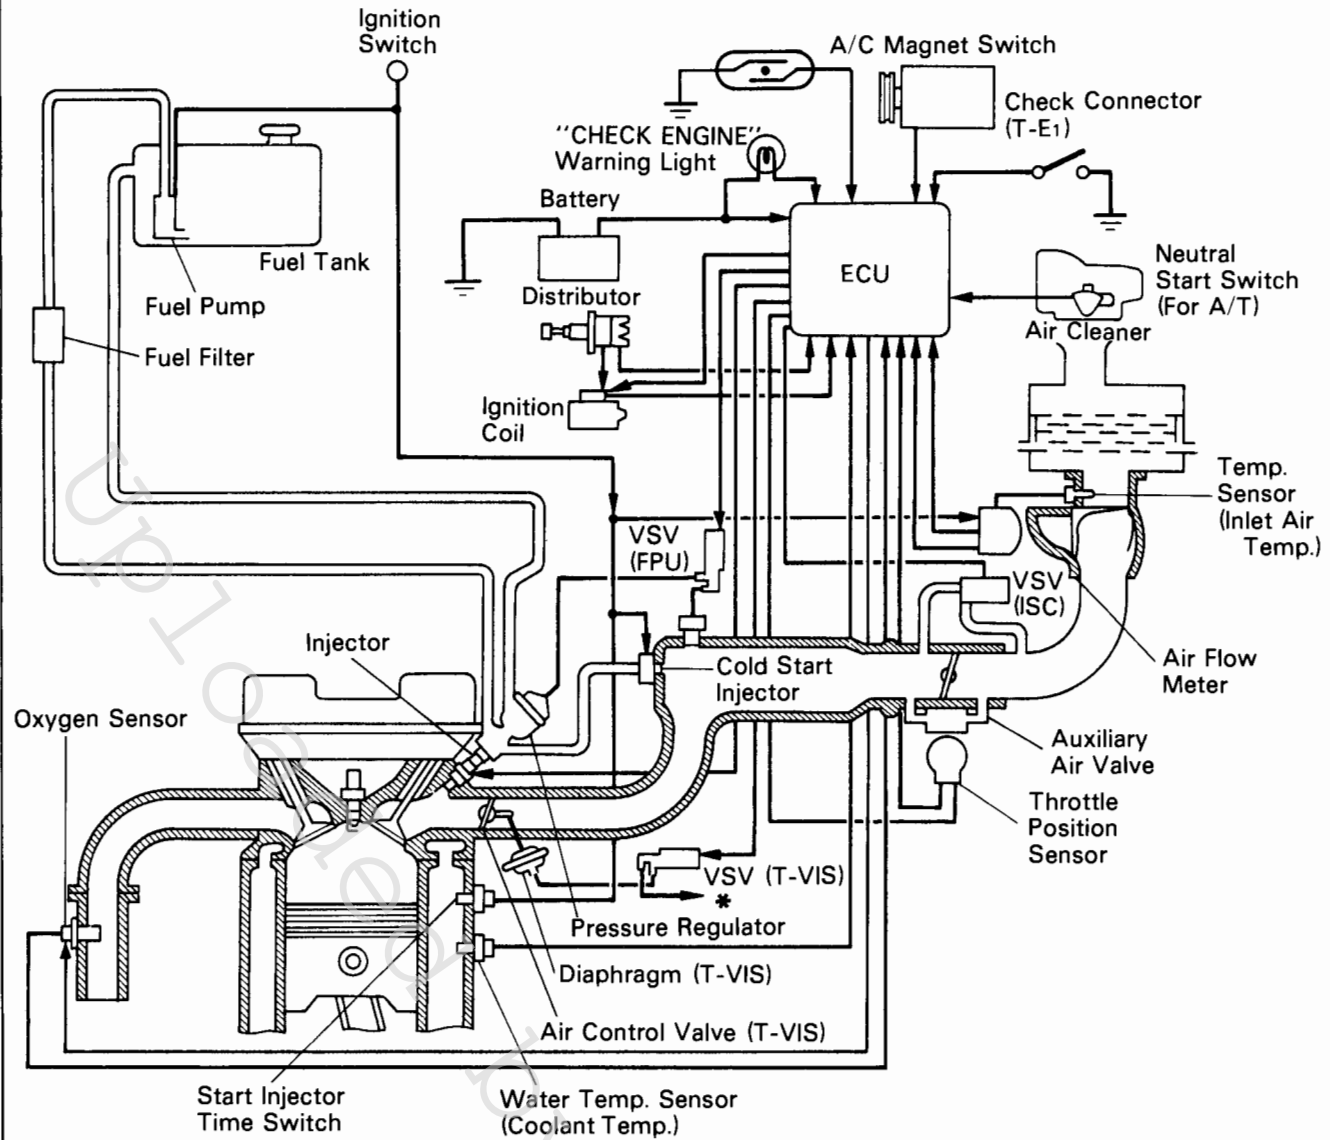 Ignition
Switch
A/C Magnet Switch
Check Connector
(T-E1)
"CHECK ENGINE"
Warning Light
Battery
ECU
Neutral
Start Switch
(For A/T)
Fuel Tank
Fuel Pump
Distributor
Air Cleaner
Fuel Filter
Ignition
Coil
Temp.
Sensor
(Inlet Air
Temp.)
VSV
(FPU)
VSV
(ISC)
Injector
Cold Start
Injector
Air Flow
Meter
Oxygen Sensor
Auxiliary
Air Valve
Throttle
Position
Sensor
VSV (T-VIS)
*
Pressure Regulator
Diaphragm (T-VIS)
Air Control Valve (T-VIS)
Start Injector
Time Switch
Water Temp. Sensor
(Coolant Temp.)
Uploaded b